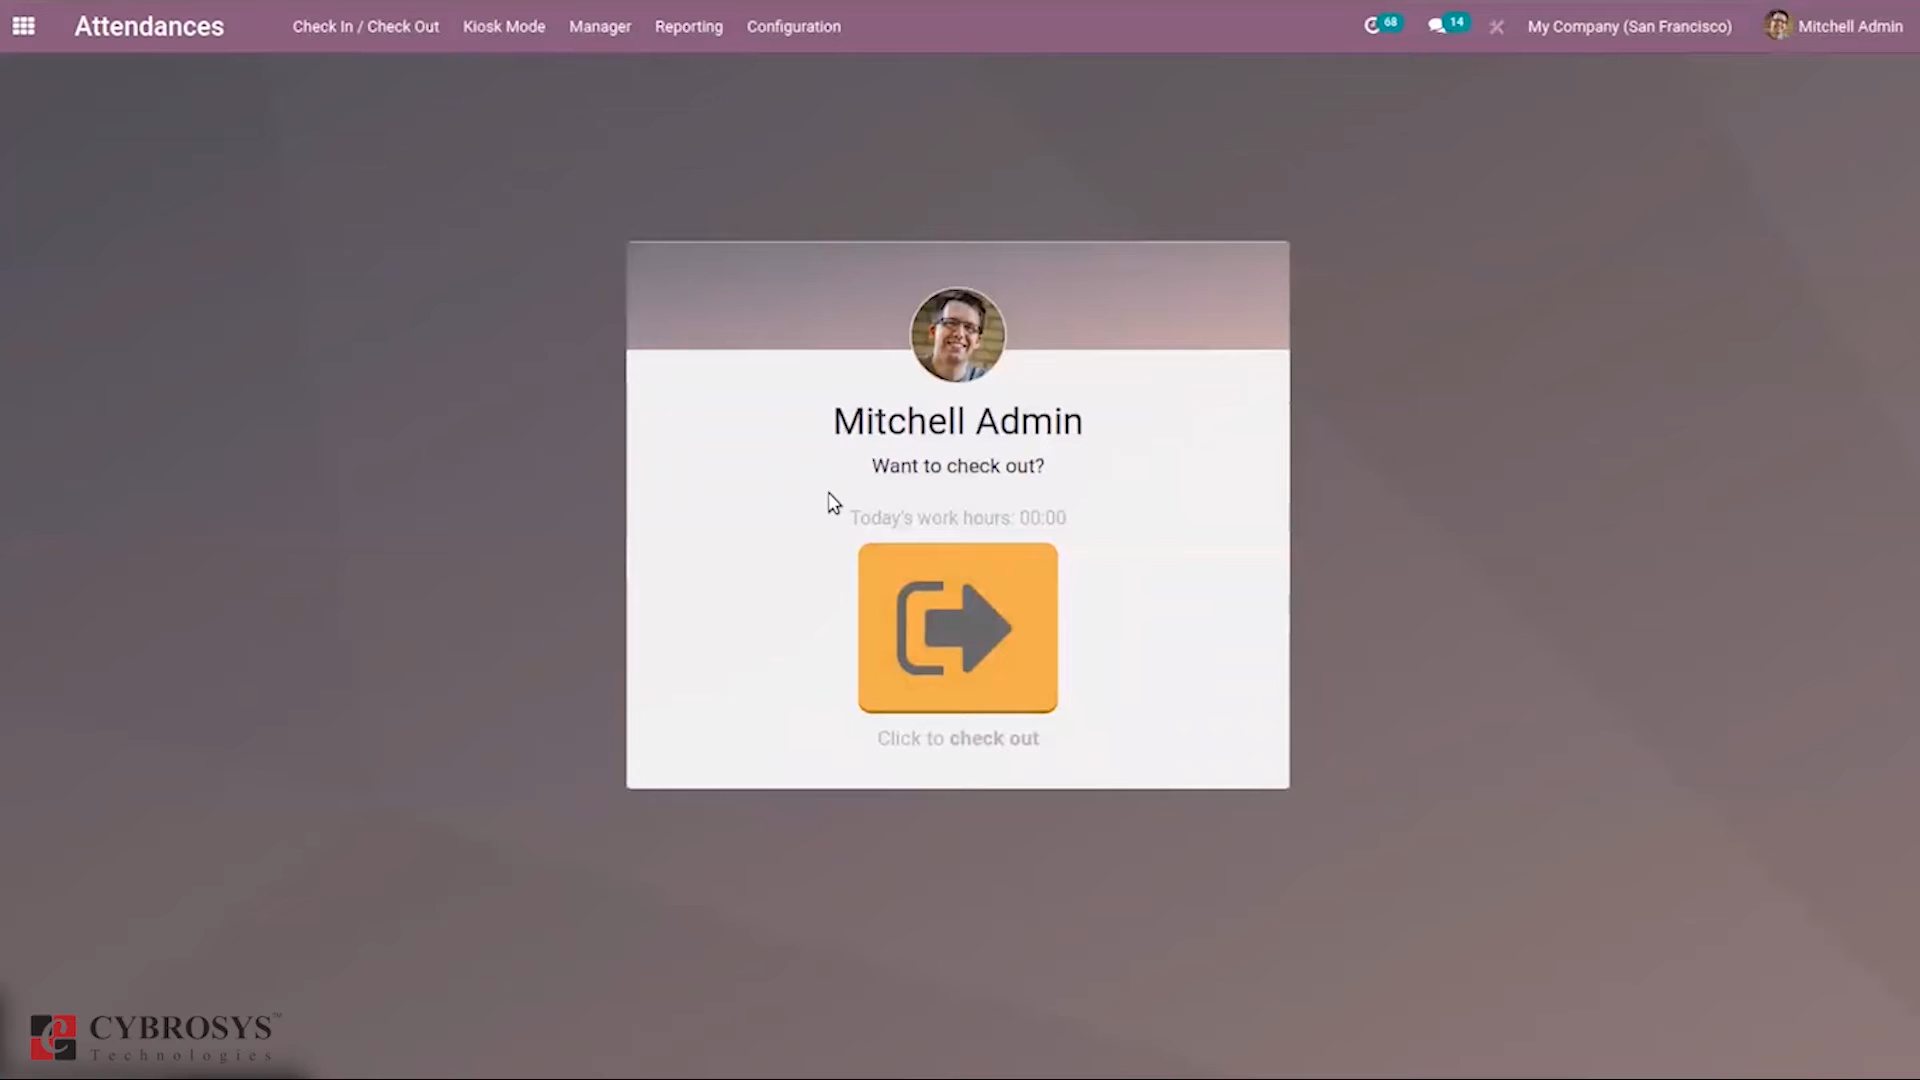 Attendances
Check In / Check Out
Kiosk Mode
Manager
Reporting
Configuration
68
14
My Company (San Francisco)
Mitchell Admin
Mitchell Admin
Want to check out?
Today's work hours: 00:00
Click to check out
CYBROSYS™
Technologies